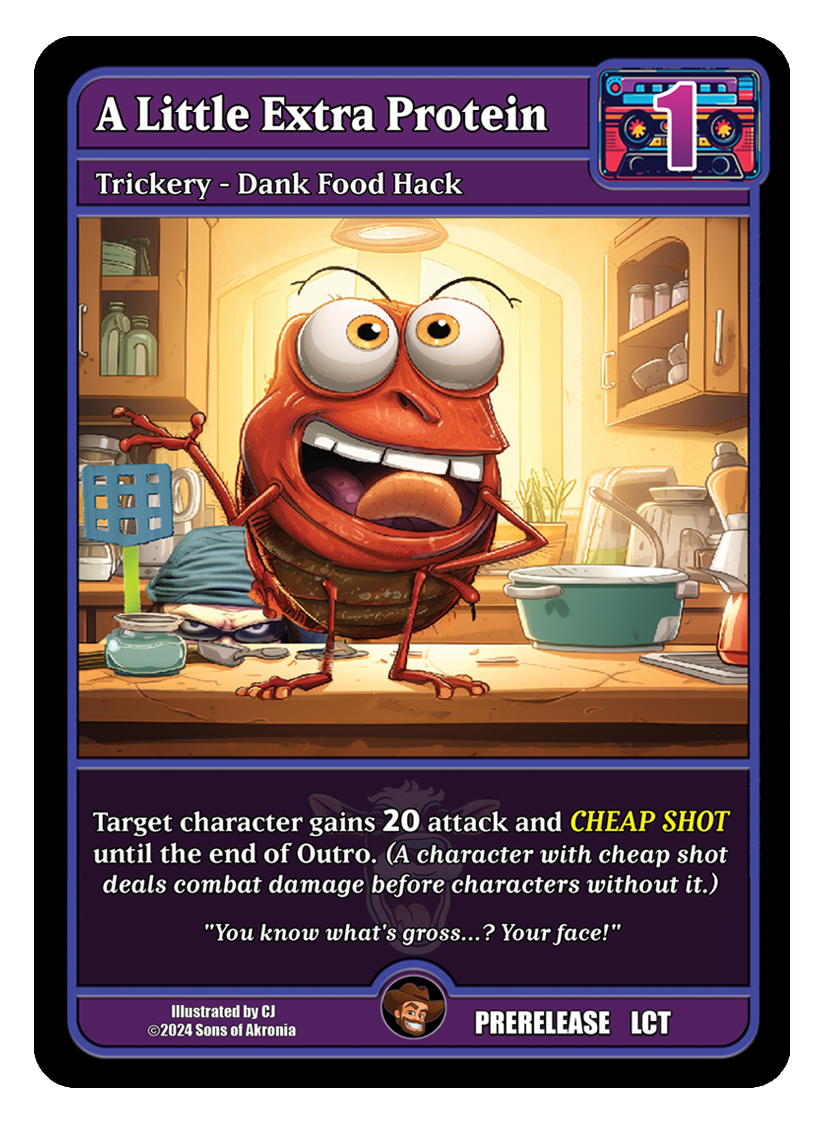 A Little Extra Protein
1
Trickery - Dank Food Hack
Target character gains 20 attack and CHEAP SHOT
until the end of Outro. (A character with cheap shot
deals combat damage before characters without it.)
"You know what's gross...? Your face!"
Illustrated by CJ
©2024 Sons of Akronia
PRERELEASE LCT